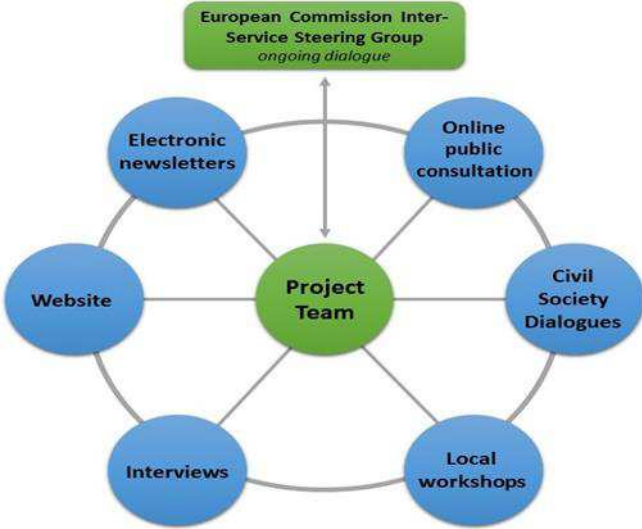 European Commission Inter-
Service Steering Group
ongoing dialogue
Electronic
newsletters
Online
public
consultation
Website
Project
Team
Civil
Society
Dialogues
Interviews
Local
workshops